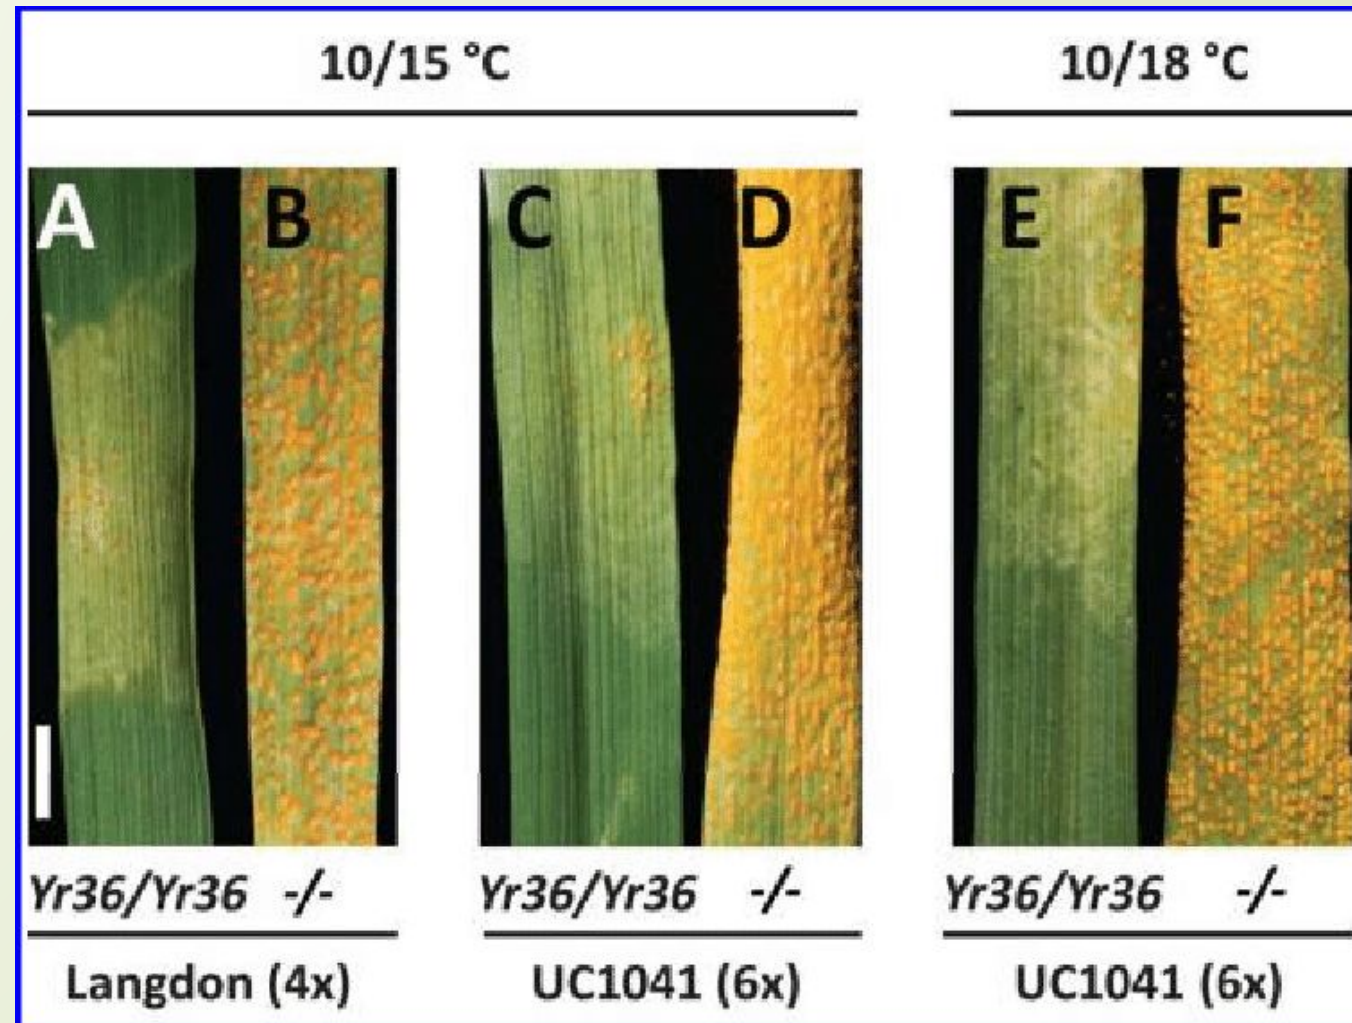 10/15 °C 10/18 °C
A B C D E F
Yr36/Yr36 -/- Yr36/Yr36 -/- Yr36/Yr36 -/-
Langdon (4x) UC1041 (6x) UC1041 (6x)